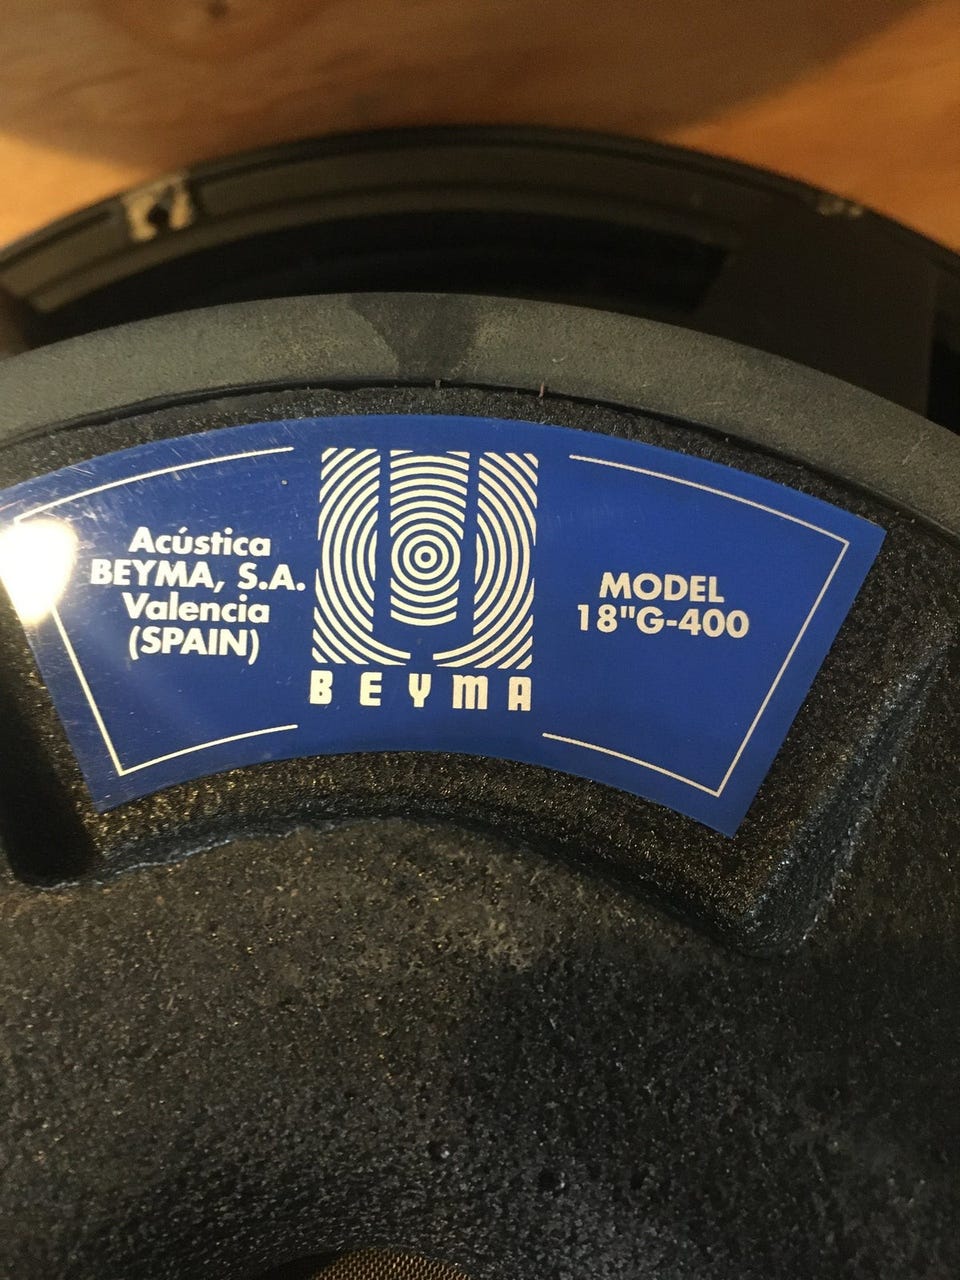 Acústica
BEYMA, S.A.
Valencia
(SPAIN)
BEYMA
MODEL
18"G-400